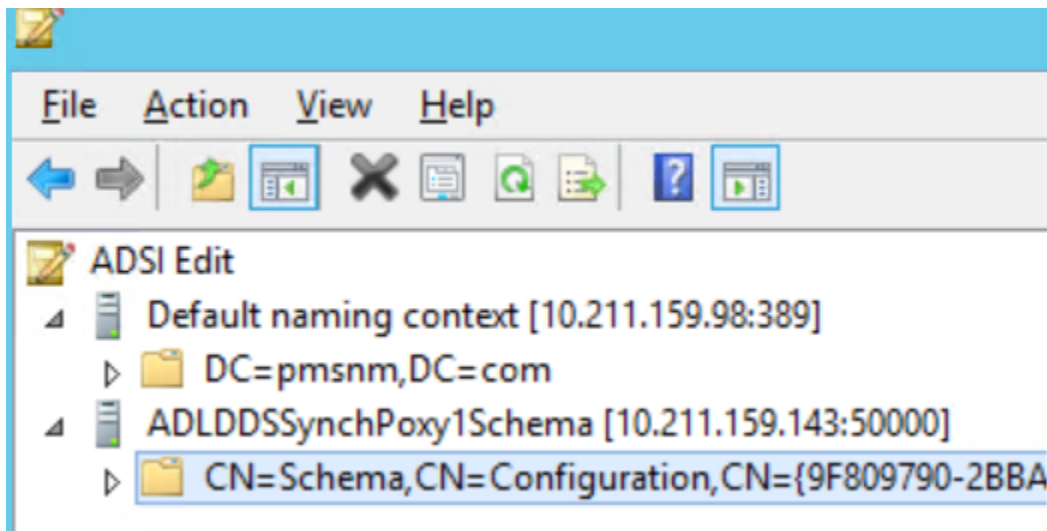 File Action View Help
ADSI Edit
Default naming context [10.211.159.98:389]
DC=pmsnm,DC=com
ADLDDSSynchPoxy1Schema [10.211.159.143:50000]
CN=Schema,CN=Configuration,CN={9F809790-2BBA